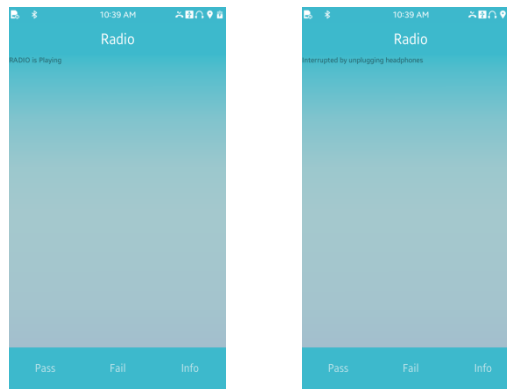 10:39 AM
Radio
RADIO is Playing
Pass Fail Info
10:39 AM
Radio
Interrupted by unplugging headphones
Pass Fail Info